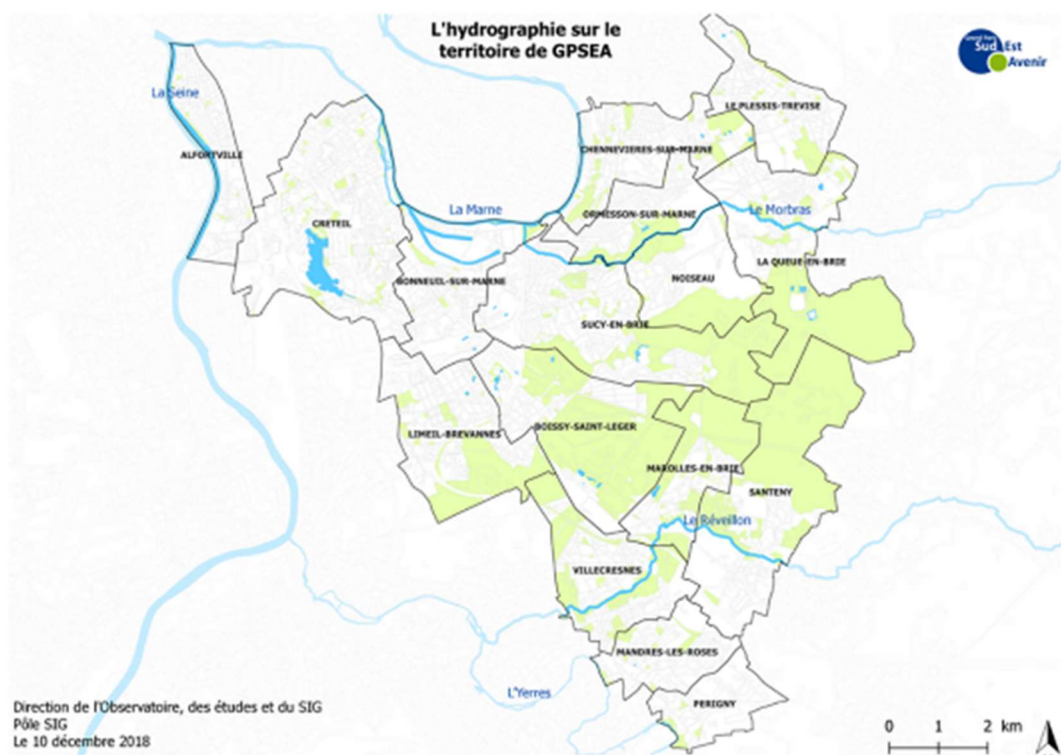 L'hydrographie sur le
territoire de GPSEA
Grand Paris
Sud Est
Avenir
La Seine
LE PLESSIS-TREVISE
ALFORTVILLE
CHENNEVIERES-SUR-MARNE
La Marne
Le Morbras
ORMESSON-SUR-MARNE
CRETEIL
LA QUEUE-EN-BRIE
BONNEUIL-SUR-MARNE
NOISEAU
SUCY-EN-BRIE
BOISSY-SAINT-LEGER
LIMEIL-BREVANNES
MAROLLES-EN-BRIE
SANTENY
Le Réveillon
VILLECRESNES
MANDRES-LES-ROSES
L'Yerres
PERIGNY
Direction de l'Observatoire, des études et du SIG
Pôle SIG
Le 10 décembre 2018
0 1 2 km